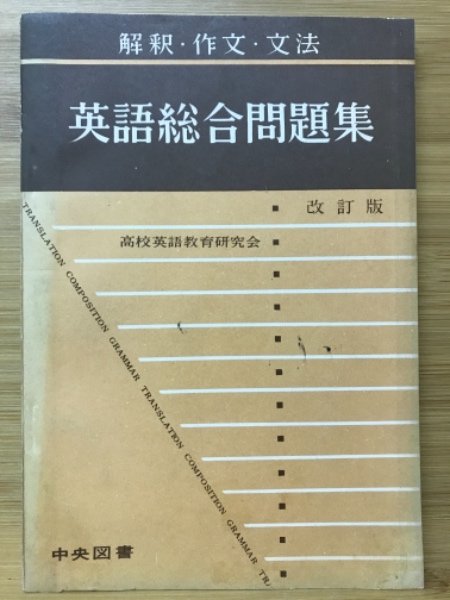 解釈・作文・文法
英語総合問題集
改訂版
高校英語教育研究会
TRANSLATION COMPOSITION GRAMMAR TRANSLATION COMPOSITION GRAMMAR TRA
中央図書